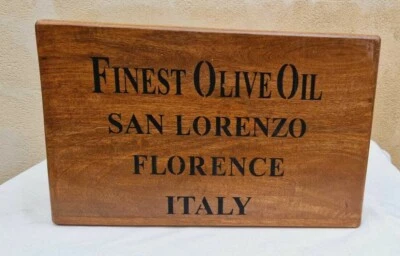 FINEST OLIVE OIL
SAN LORENZO
FLORENCE
ITALY